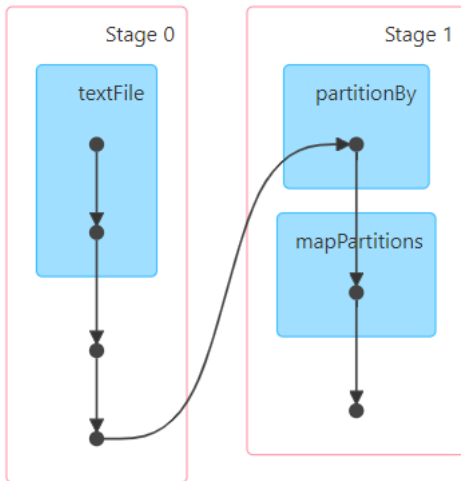 Stage 0
textFile
Stage 1
partitionBy
mapPartitions